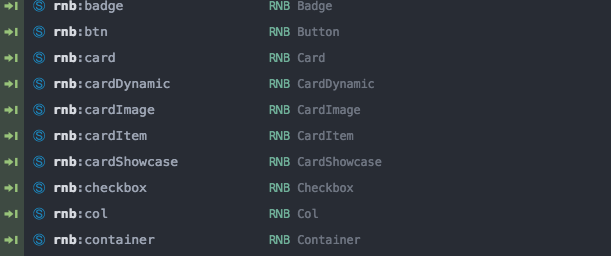 Ⓢ rnb:badge RNB Badge
Ⓢ rnb:btn RNB Button
Ⓢ rnb:card RNB Card
Ⓢ rnb:cardDynamic RNB CardDynamic
Ⓢ rnb:cardImage RNB CardImage
Ⓢ rnb:cardItem RNB CardItem
Ⓢ rnb:cardShowcase RNB CardShowcase
Ⓢ rnb:checkbox RNB Checkbox
Ⓢ rnb:col RNB Col
Ⓢ rnb:container RNB Container